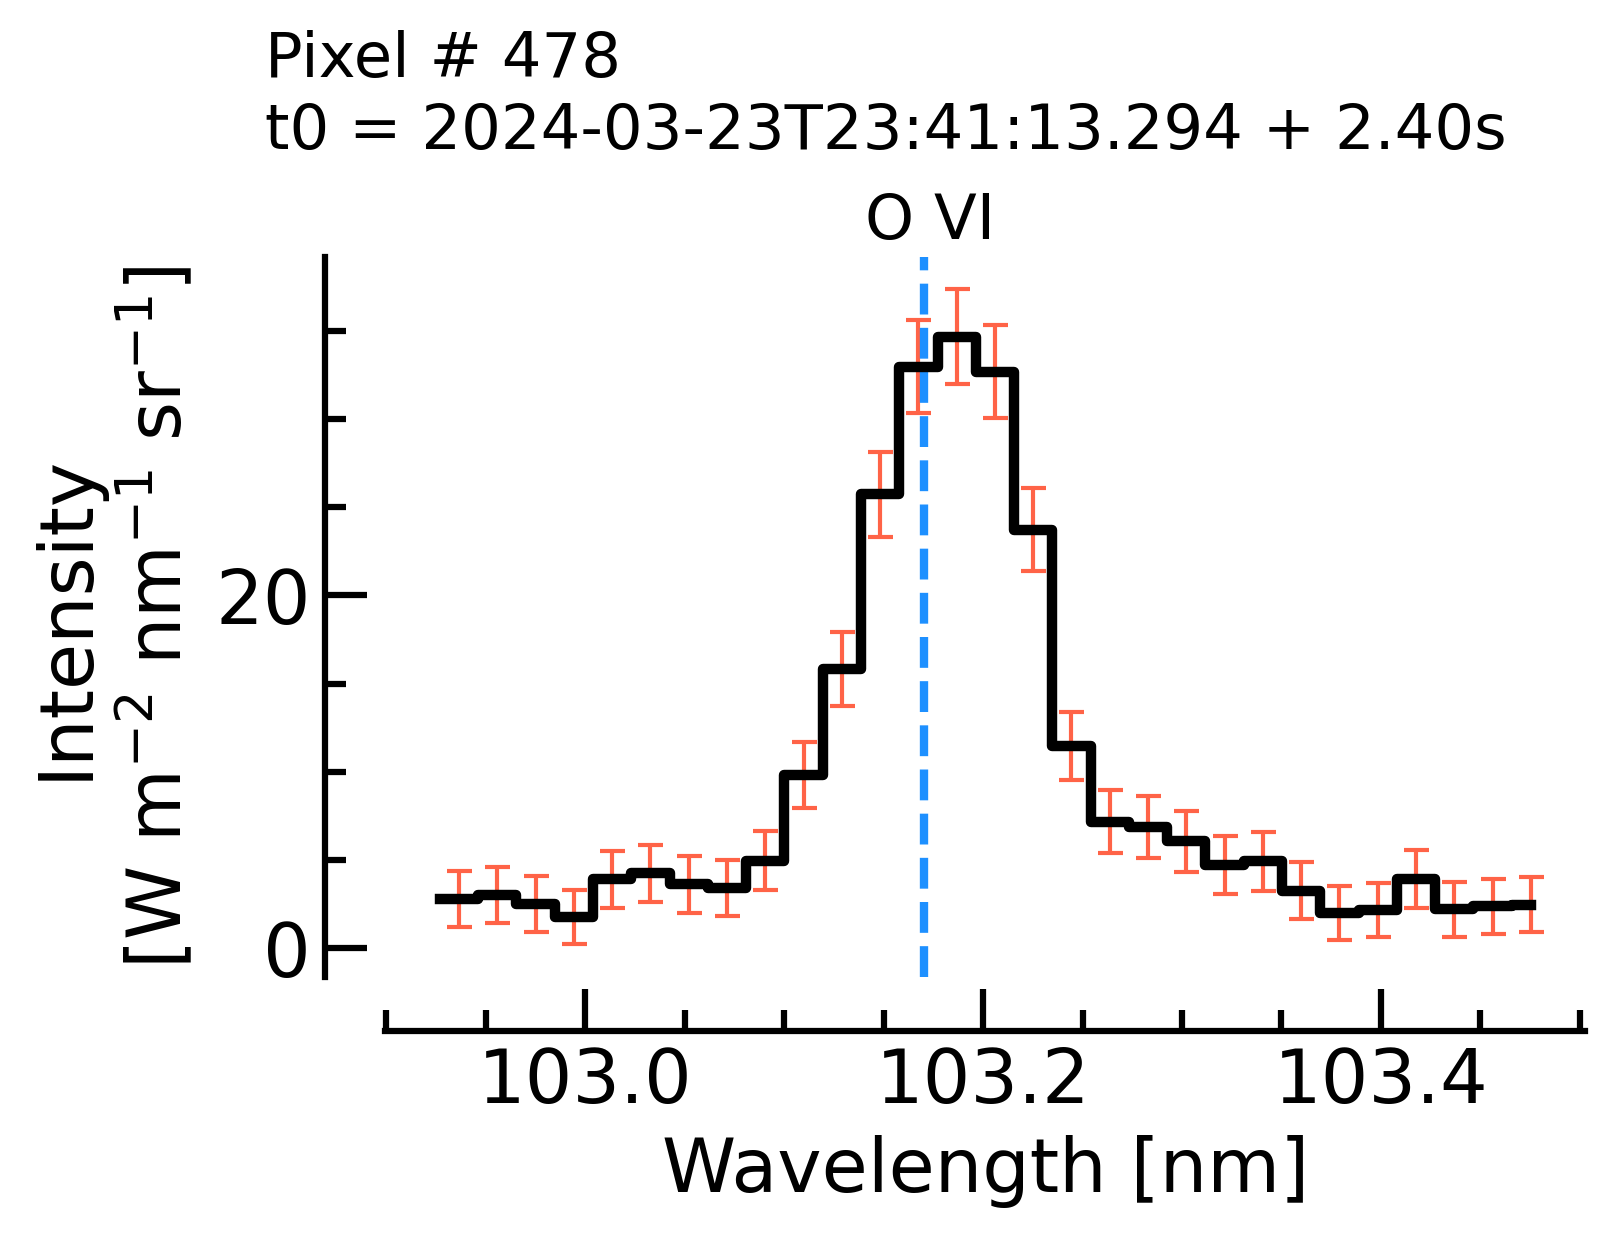 Pixel # 478
t0 = 2024-03-23T23:41:13.294 + 2.40s
O VI
Intensity
[W m⁻² nm⁻¹ sr⁻¹]
20
0
103.0 103.2 103.4
Wavelength [nm]